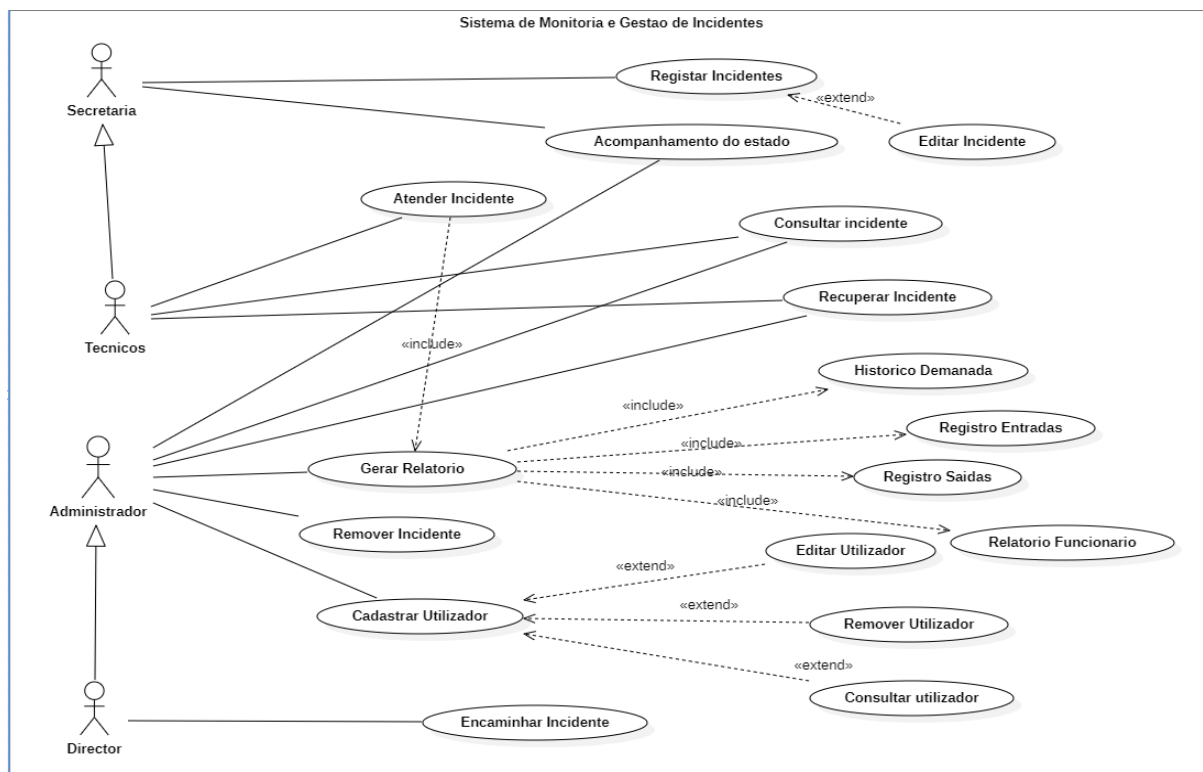 Sistema de Monitoria e Gestao de Incidentes
Secretaria
Registar Incidentes
«extend»
Editar Incidente
Acompanhamento do estado
Atender Incidente
Consultar incidente
Tecnicos
Recuperar Incidente
«include»
Historico Demanada
«include»
Registro Entradas
«include»
Administrador
Gerar Relatorio
Registro Saidas
«include»
«include»
Relatorio Funcionario
Remover Incidente
Editar Utilizador
«extend»
Cadastrar Utilizador
«extend»
Remover Utilizador
«extend»
Consultar utilizador
Director
Encaminhar Incidente